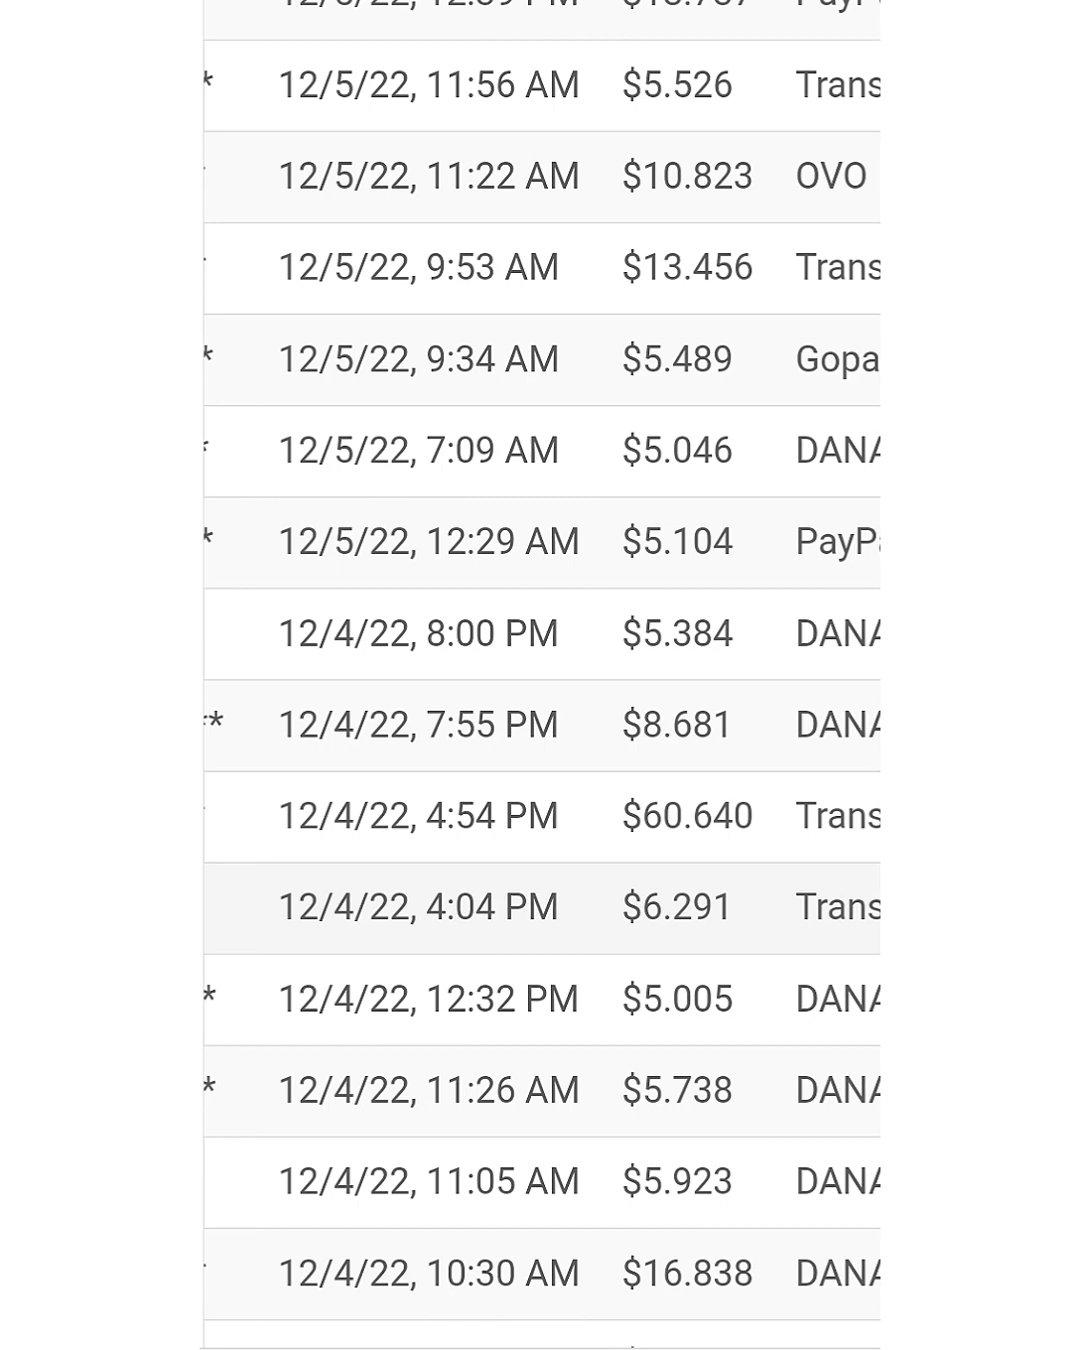 * 12/5/22, 11:56 AM $5.526 Trans
12/5/22, 11:22 AM $10.823 OVO
12/5/22, 9:53 AM $13.456 Trans
* 12/5/22, 9:34 AM $5.489 Gopa
12/5/22, 7:09 AM $5.046 DANA
* 12/5/22, 12:29 AM $5.104 PayPa
12/4/22, 8:00 PM $5.384 DANA
* 12/4/22, 7:55 PM $8.681 DANA
12/4/22, 4:54 PM $60.640 Trans
12/4/22, 4:04 PM $6.291 Trans
* 12/4/22, 12:32 PM $5.005 DANA
* 12/4/22, 11:26 AM $5.738 DANA
12/4/22, 11:05 AM $5.923 DANA
12/4/22, 10:30 AM $16.838 DANA